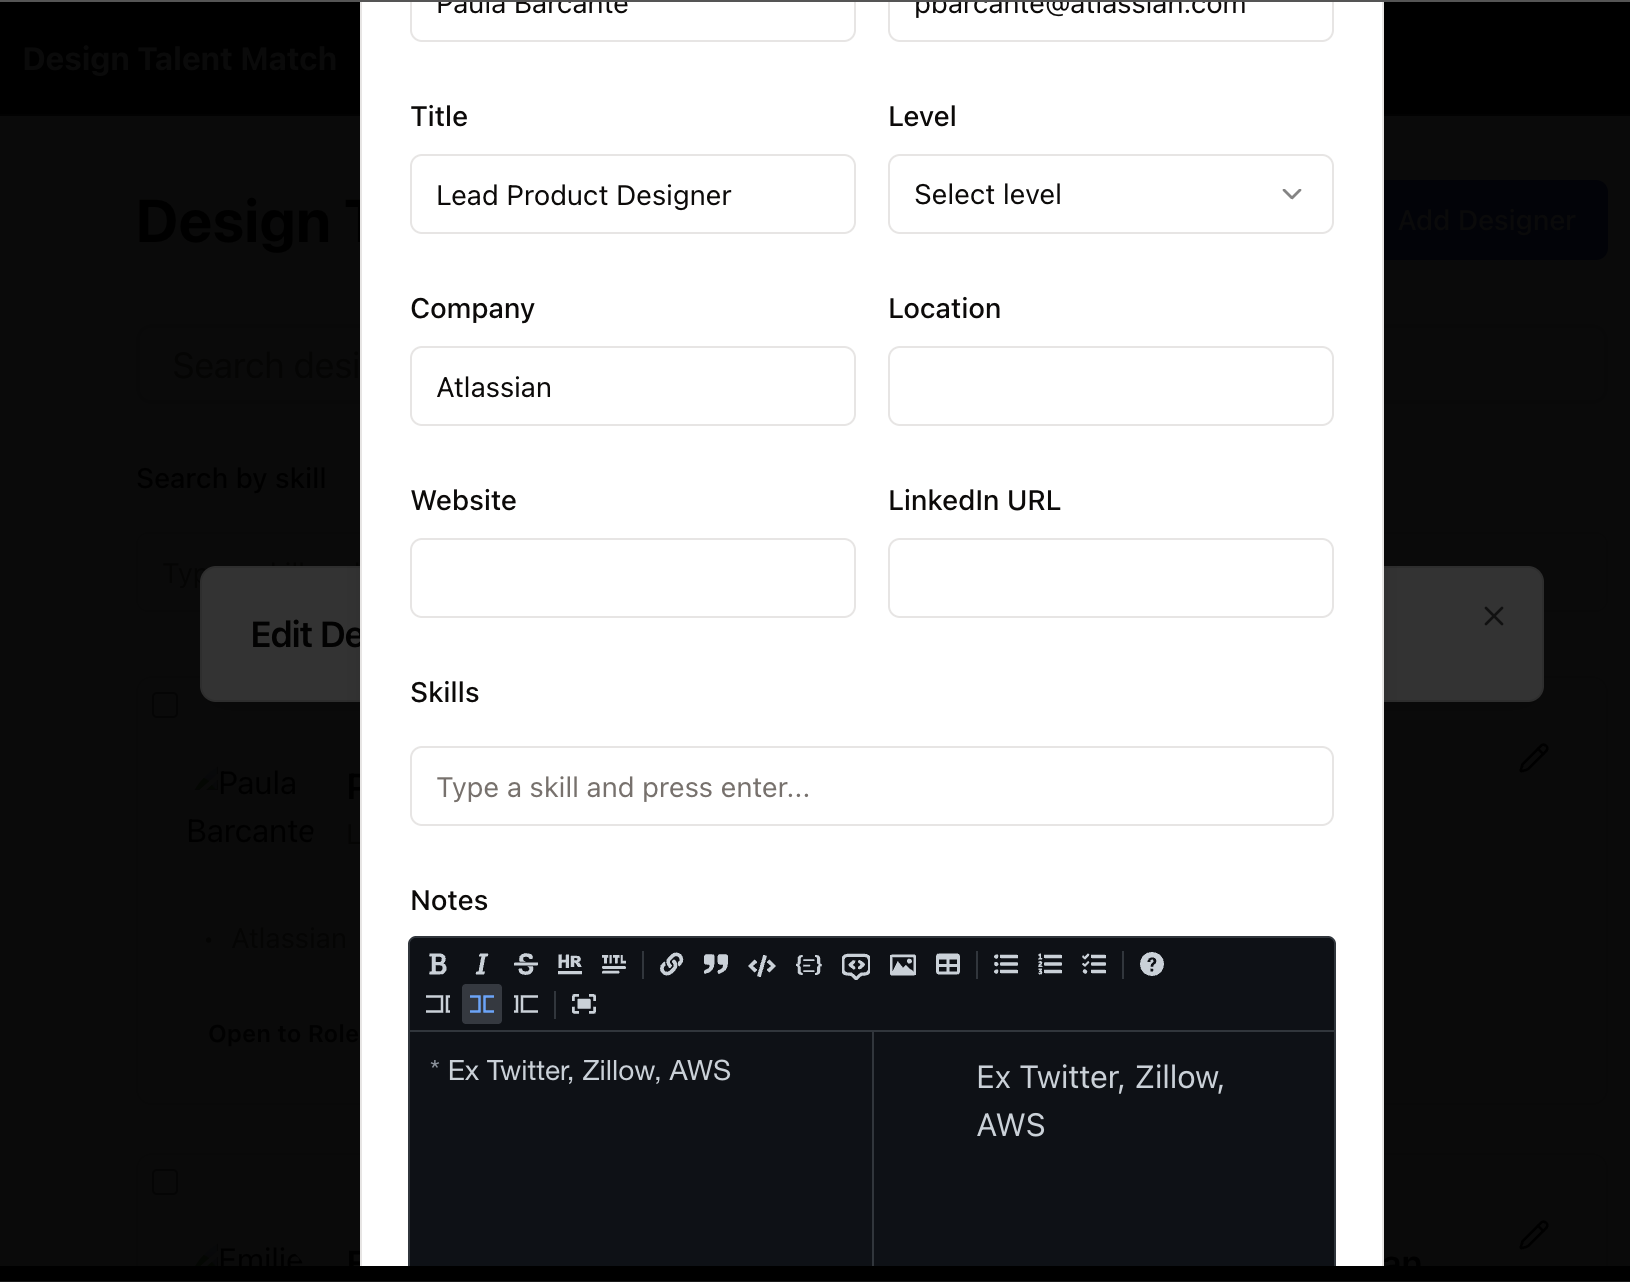 Paula Barcante
pbarcante@atlassian.com
Design Talent Match
Title
Level
Lead Product Designer
Select level
Design T
Add Designer
Company
Location
Atlassian
Search desi
Search by skill
Website
LinkedIn URL
Edit De
Skills
Type a skill and press enter...
Paula
Barcante
Notes
Atlassian
B I S HR TITL
Open to Role
* Ex Twitter, Zillow, AWS
Ex Twitter, Zillow,
AWS
Emilie